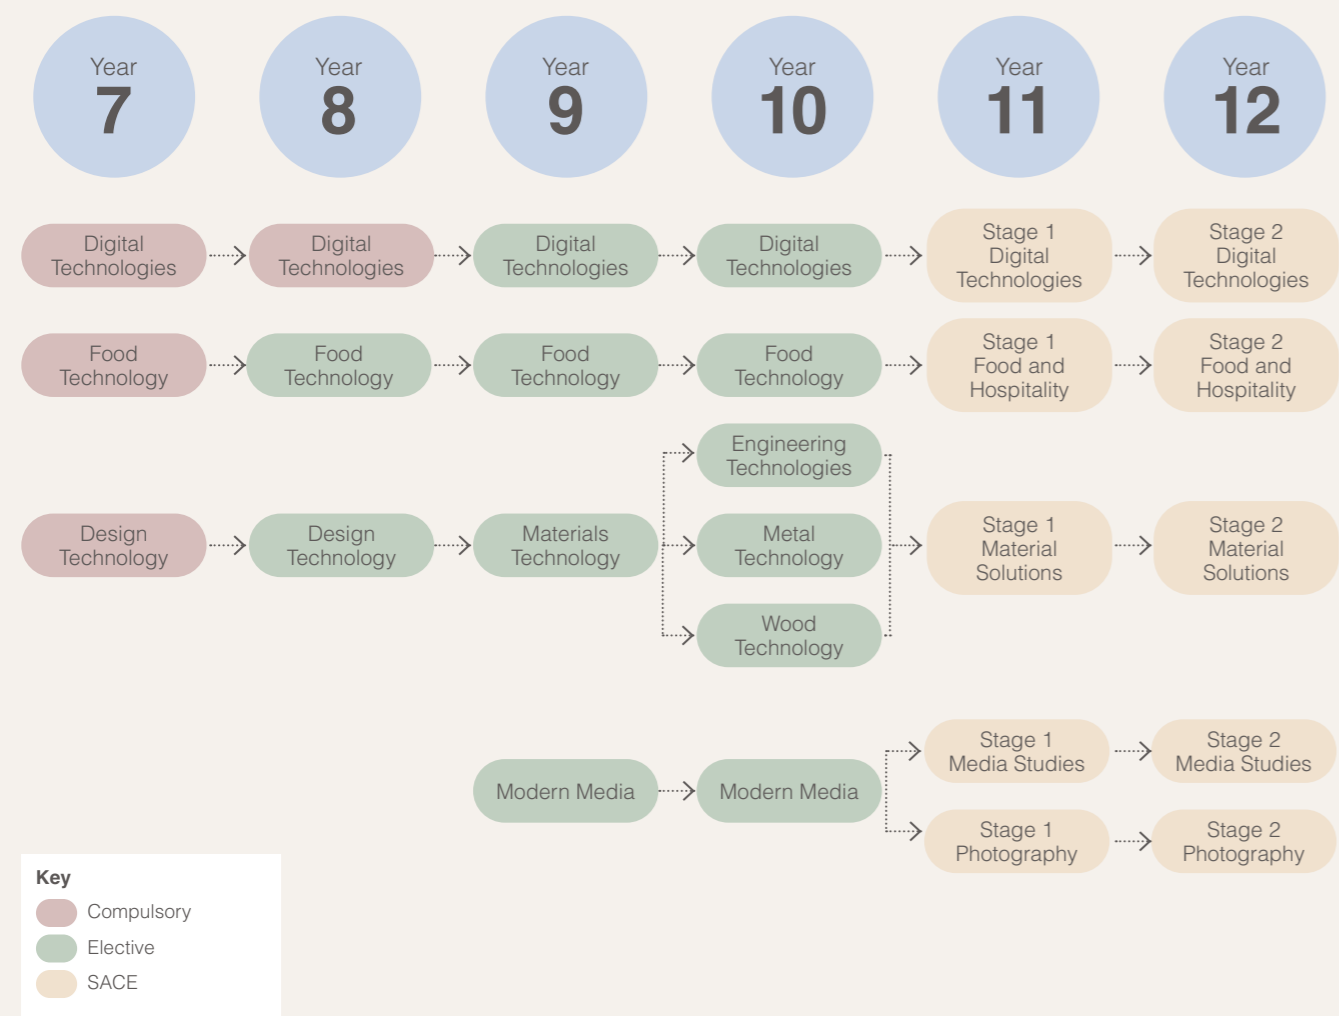 Year
7
Year
8
Year
9
Year
10
Year
11
Year
12
Digital
Technologies
Digital
Technologies
Digital
Technologies
Digital
Technologies
Stage 1
Digital
Technologies
Stage 2
Digital
Technologies
Food
Technology
Food
Technology
Food
Technology
Food
Technology
Stage 1
Food and
Hospitality
Stage 2
Food and
Hospitality
Design
Technology
Design
Technology
Materials
Technology
Engineering
Technologies
Metal
Technology
Wood
Technology
Stage 1
Material
Solutions
Stage 2
Material
Solutions
Modern Media
Modern Media
Stage 1
Media Studies
Stage 2
Media Studies
Stage 1
Photography
Stage 2
Photography
Key
Compulsory
Elective
SACE